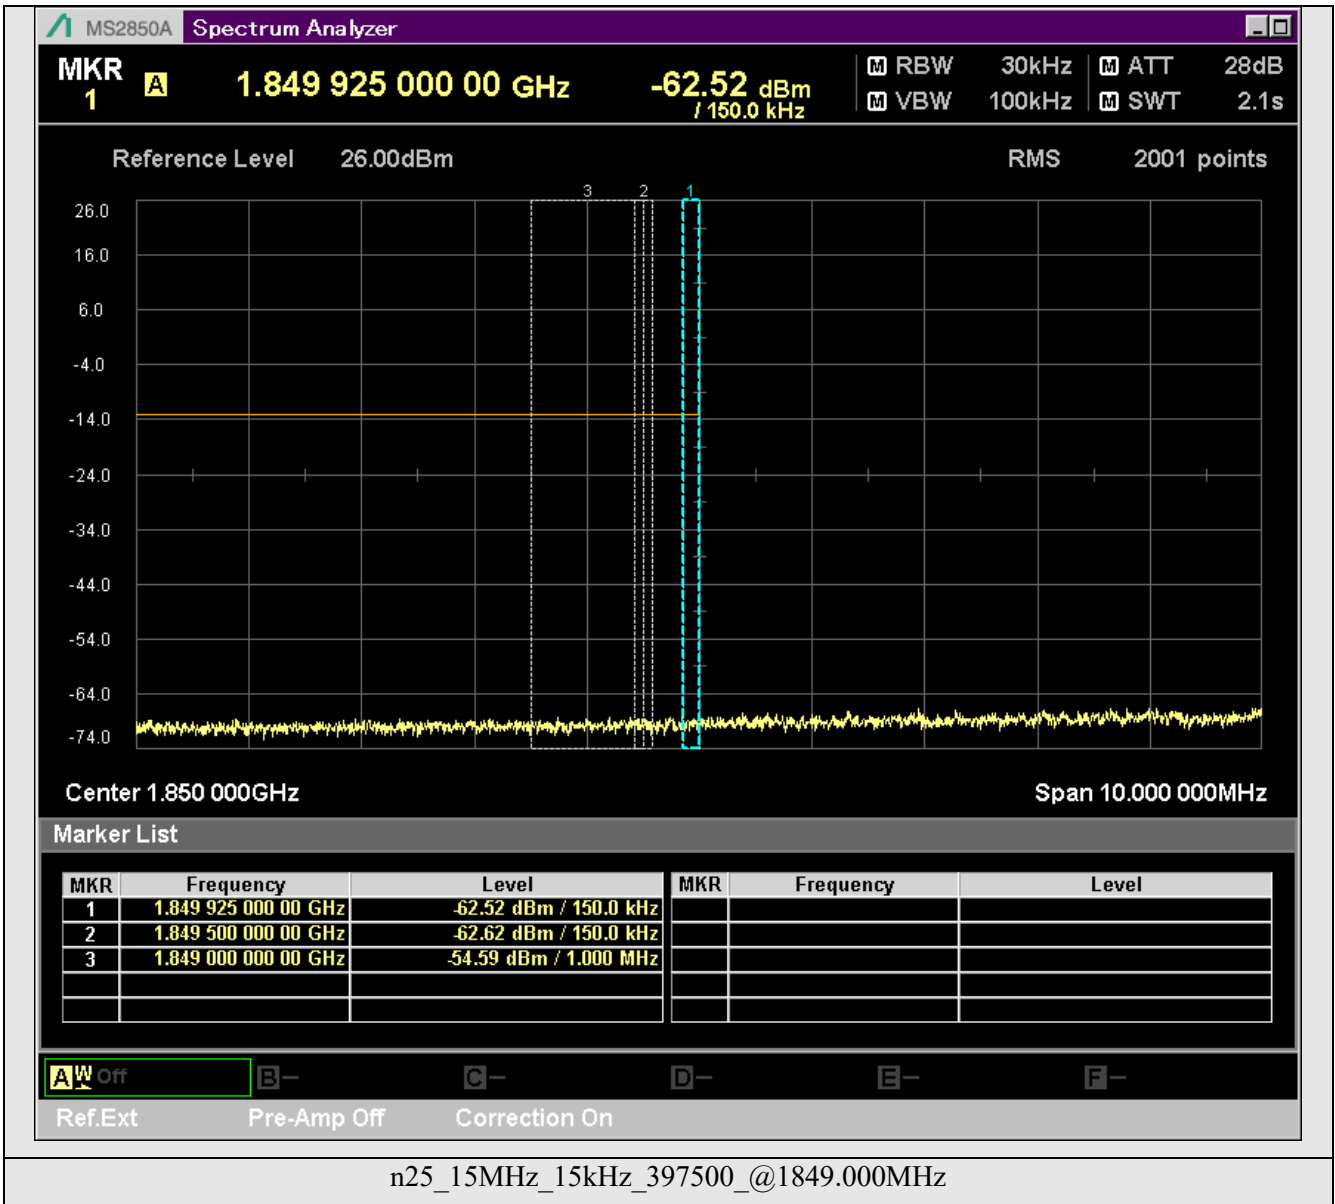 MS2850A Spectrum Analyzer
MKR 1 A 1.849 925 000 00 GHz -62.52 dBm / 150.0 kHz
M RBW 30kHz M ATT 28dB
M VBW 100kHz M SWT 2.1s
Reference Level 26.00dBm RMS 2001 points
3 2 1
26.0
16.0
6.0
-4.0
-14.0
-24.0
-34.0
-44.0
-54.0
-64.0
-74.0
Center 1.850 000GHz Span 10.000 000MHz
Marker List
MKR Frequency Level MKR Frequency Level
1 1.849 925 000 00 GHz -62.52 dBm / 150.0 kHz
2 1.849 500 000 00 GHz -62.62 dBm / 150.0 kHz
3 1.849 000 000 00 GHz -54.59 dBm / 1.000 MHz
A W Off B- C- D- E- F-
Ref.Ext Pre-Amp Off Correction On
n25_15MHz_15kHz_397500_@1849.000MHz